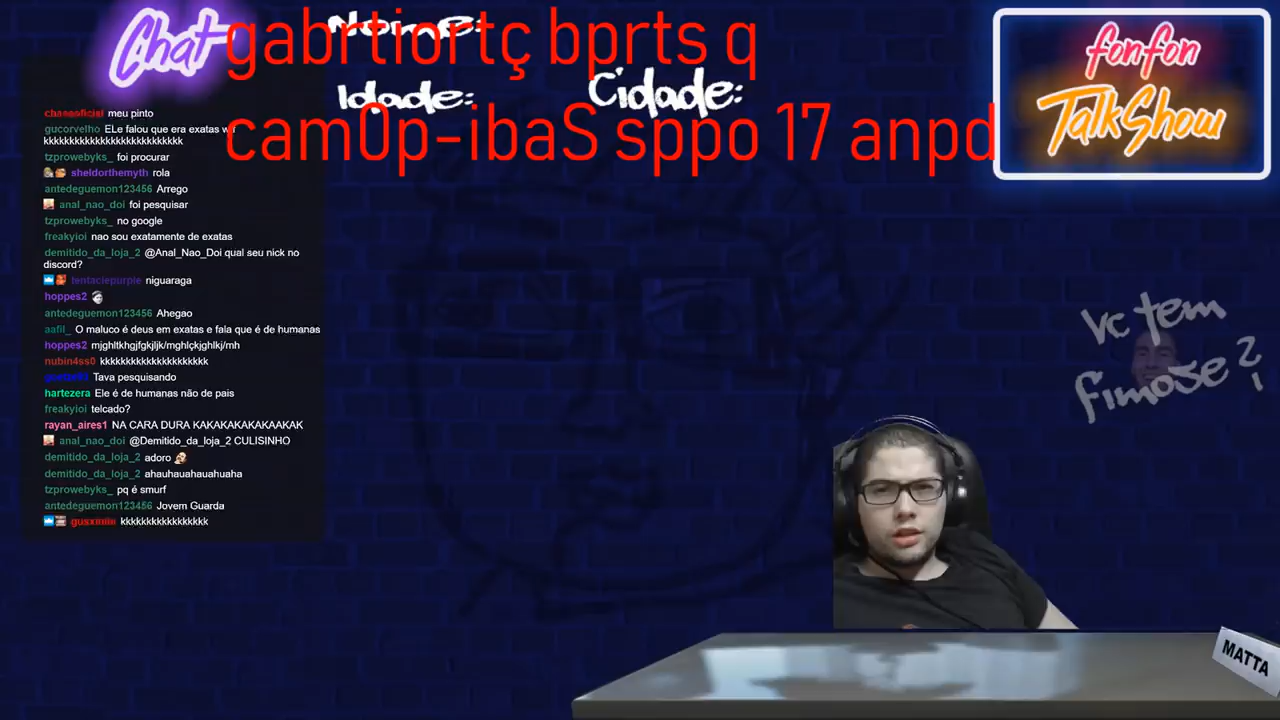 Chat
Nome:
gabrtiortç bprts q
Idade:
Cidade:
cam0p-ibaS sppo 17 anpd
fonfon
TalkShow
meu pinto
gucorvelho ELe falou que era exatas w
kkkkkkkkkkkkkkkkkkkkkkkkkk
tzprowebyks_ foi procurar
sheldorthemyth rola
antedeguemon123456 Arrego
anal_nao_doi foi pesquisar
tzprowebyks_ no google
freakyioi nao sou exatamente de exatas
demitido_da_loja_2 @Anal_Nao_Doi qual seu nick no
discord?
tentaclepurple niguaraga
hoppes2
antedeguemon123456 Ahegao
aafil_ O maluco é deus em exatas e fala que é de humanas
hoppes2 mjghltkhgjfgkjljk/mghlçkjghlkj/mh
nubin4ss0 kkkkkkkkkkkkkkkkkkkkk
Tava pesquisando
hartezera Ele é de humanas não de pais
freakyioi telcado?
rayan_aires1 NA CARA DURA KAKAKAKAKAKAAKAK
anal_nao_doi @Demitido_da_loja_2 CULISINHO
demitido_da_loja_2 adoro
demitido_da_loja_2 ahauhauahauahuaha
tzprowebyks_ pq é smurf
antedeguemon123456 Jovem Guarda
kkkkkkkkkkkkkkkkk
vc tem
fimose?
MATTA